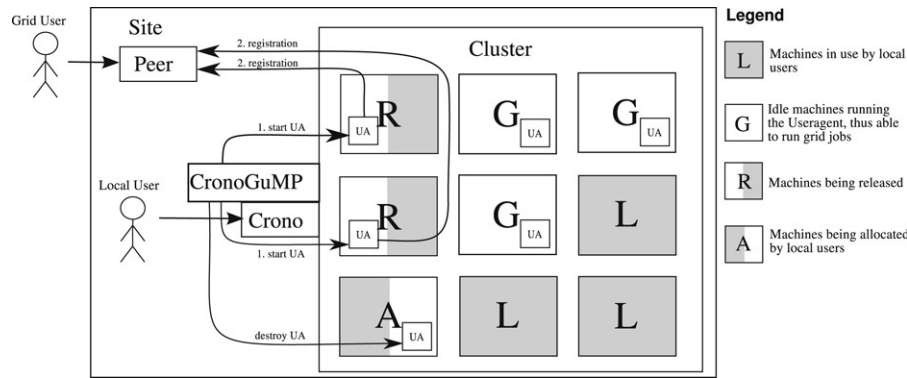 Grid User
Site
Peer
2. registration
2. registration
Cluster
R
UA
G
UA
G
UA
1. start UA
CronoGuMP
Local User
Crono
R
UA
G
UA
L
1. start UA
A
UA
L
L
destroy UA
Legend
L
Machines in use by local
users
G
Idle machines running
the Useragent, thus able
to run grid jobs
R
Machines being released
A
Machines being allocated
by local users